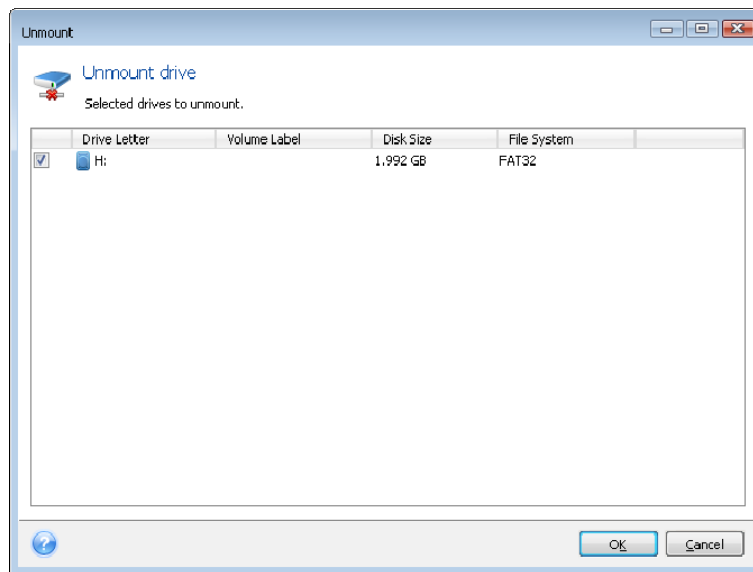 Unmount
Unmount drive
Selected drives to unmount.
Drive Letter Volume Label Disk Size File System
H: 1.992 GB FAT32
?
OK Cancel